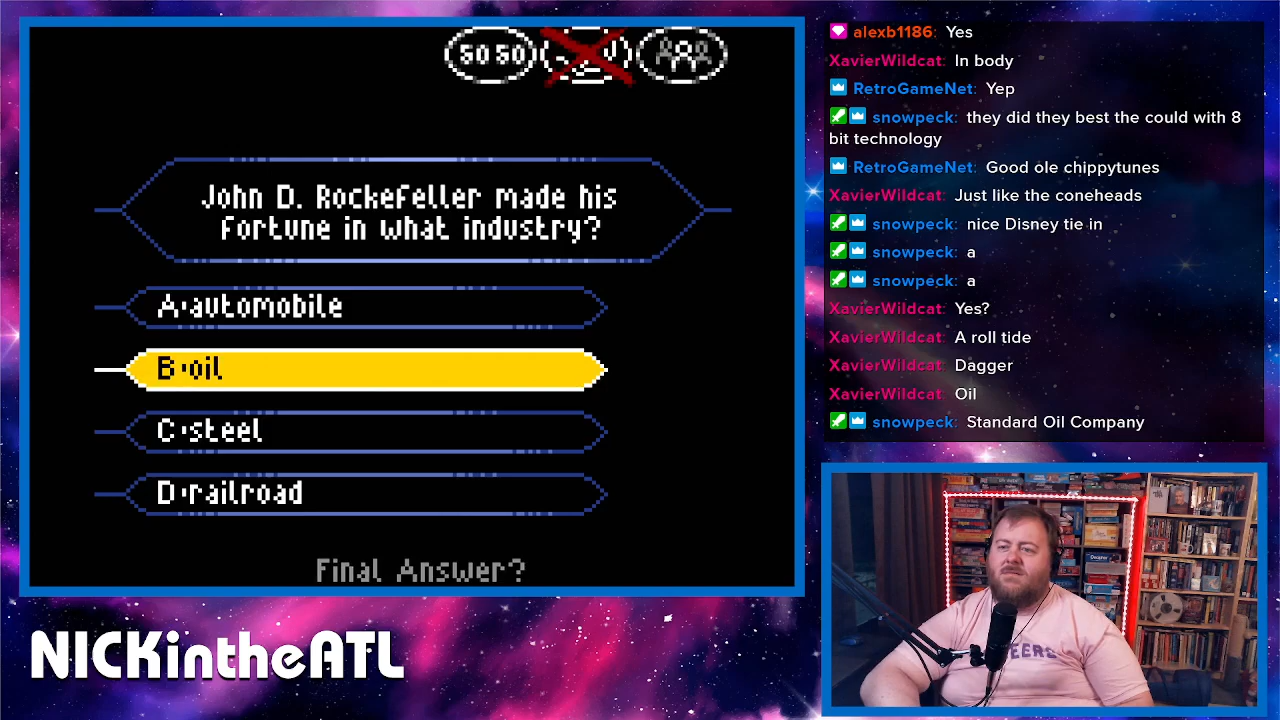 50 50
John D. Rockefeller made his
fortune in what industry?
A·automobile
B·oil
C·steel
D·railroad
Final Answer?
NICKintheATL
alexb1186: Yes
XavierWildcat: In body
RetroGameNet: Yep
snowpeck: they did they best the could with 8
bit technology
RetroGameNet: Good ole chippytunes
XavierWildcat: Just like the coneheads
snowpeck: nice Disney tie in
snowpeck: a
snowpeck: a
XavierWildcat: Yes?
XavierWildcat: A roll tide
XavierWildcat: Dagger
XavierWildcat: Oil
snowpeck: Standard Oil Company